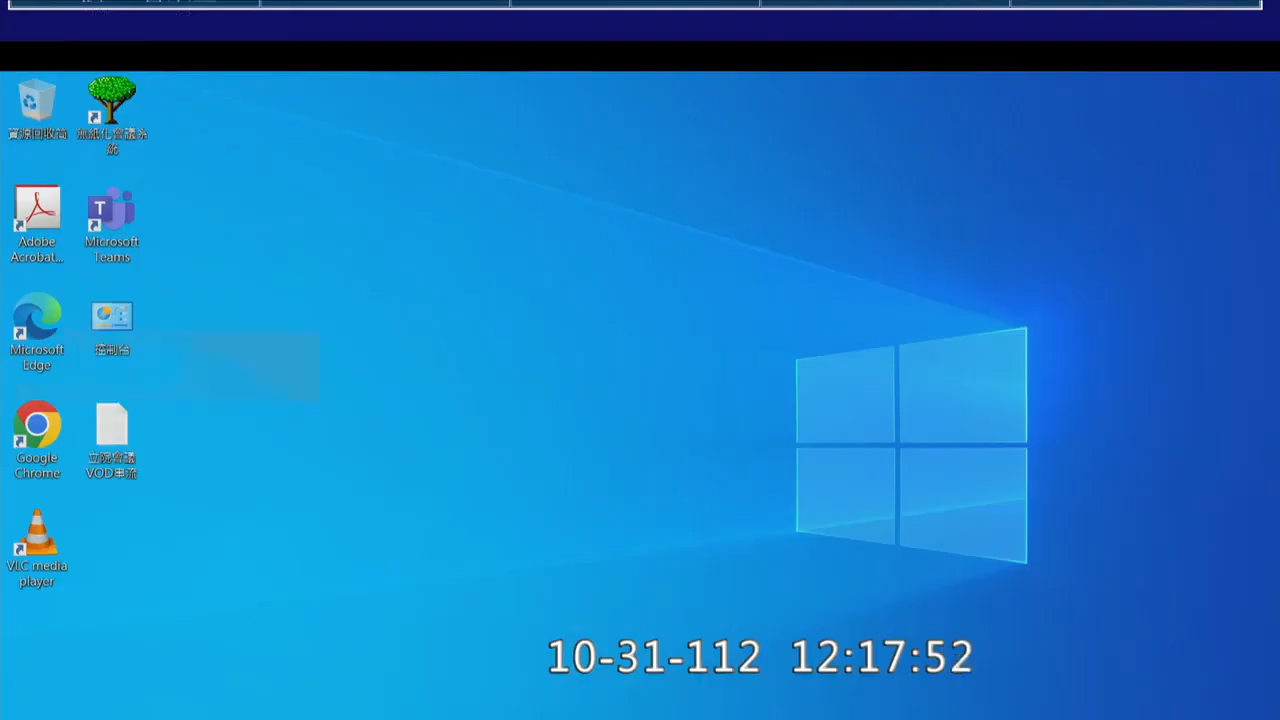 資源回收筒
無紙化會議系
統
Adobe
Acrobat...
Microsoft
Teams
Microsoft
Edge
控制台
Google
Chrome
立院會議
VOD串流
VLC media
player
10-31-112 12:17:52